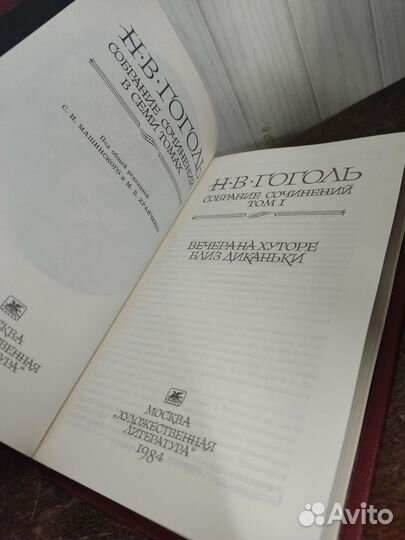 Н·В·ГОГОЛЬ
СОБРАНИЕ СОЧИНЕНИЙ
В СЕМИ ТОМАХ
Под общей редакцией
С. И. МАШИНСКОГО и М. Б. ХРАПЧЕНКО
МОСКВА
Н·В·ГОГОЛЬ
СОБРАНИЕ СОЧИНЕНИЙ
ТОМ I
ВЕЧЕРА НА ХУТОРЕ
БЛИЗ ДИКАНЬКИ
МОСКВА
"ХУДОЖЕСТВЕННАЯ
ЛИТЕРАТУРА"
1984
Avito